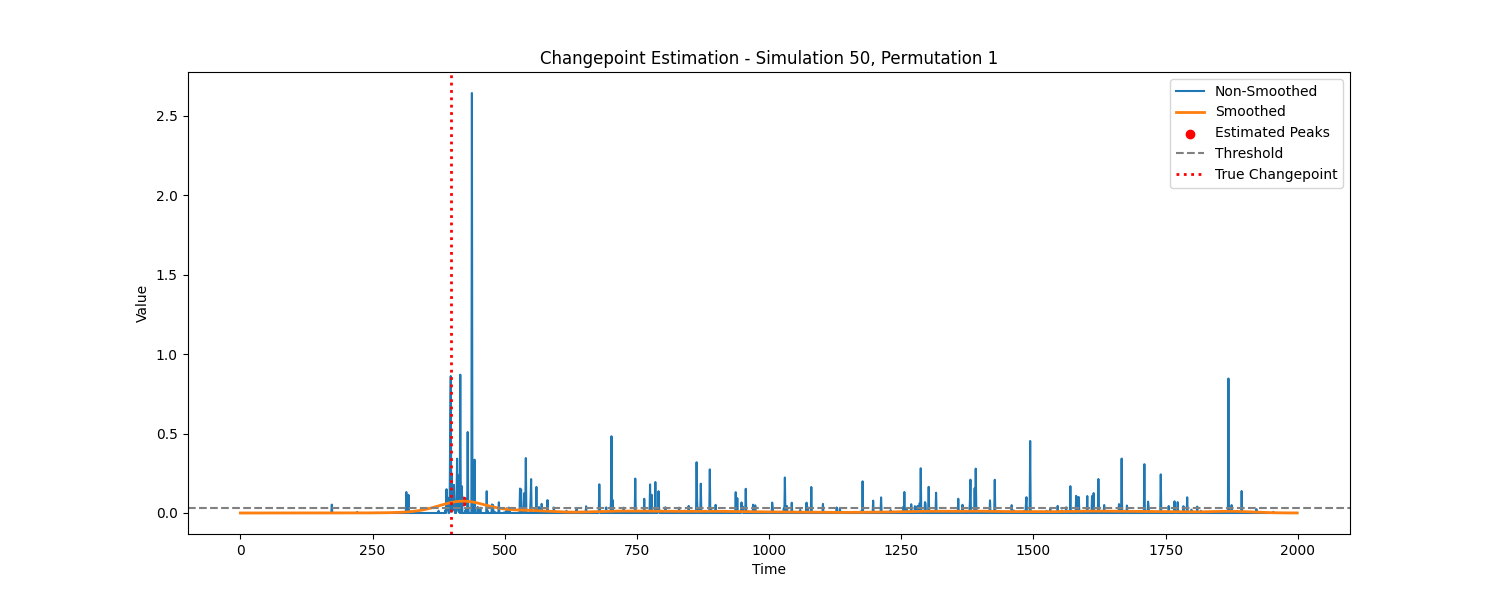 Changepoint Estimation - Simulation 50, Permutation 1
Non-Smoothed
Smoothed
Estimated Peaks
Threshold
True Changepoint
Value
2.5
2.0
1.5
1.0
0.5
0.0
0 250 500 750 1000 1250 1500 1750 2000
Time